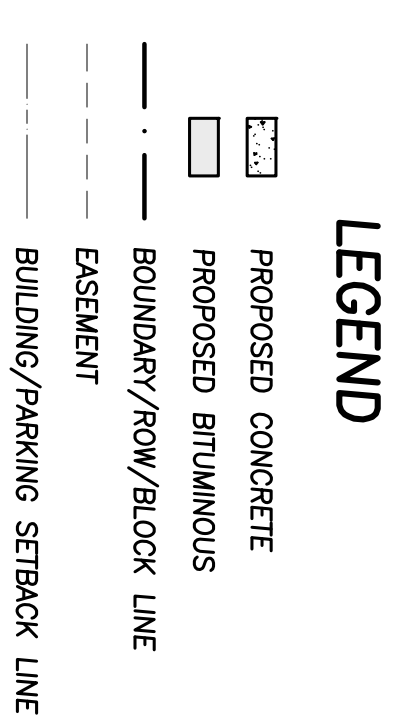 LEGEND
PROPOSED CONCRETE
PROPOSED BITUMINOUS
BOUNDARY/ROW/BLOCK LINE
EASEMENT
BUILDING/PARKING SETBACK LINE